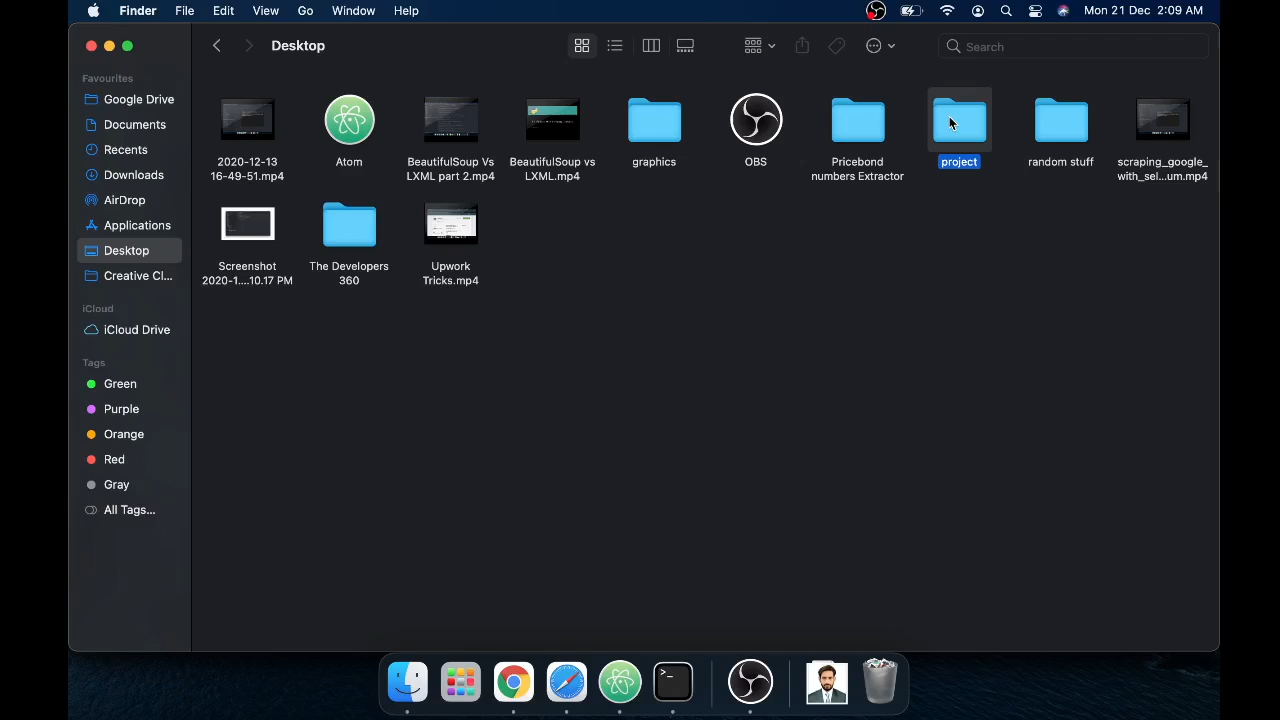 Finder File Edit View Go Window Help Mon 21 Dec 2:09 AM
Desktop Search
Favourites
Google Drive
Documents
Recents
Downloads
AirDrop
Applications
Desktop
Creative Cl...
iCloud
iCloud Drive
Tags
Green
Purple
Orange
Red
Gray
All Tags...
2020-12-13
16-49-51.mp4
Atom
BeautifulSoup Vs
LXML part 2.mp4
BeautifulSoup vs
LXML.mp4
graphics
OBS
Pricebond
numbers Extractor
project
random stuff
scraping_google_
with_sel...um.mp4
Screenshot
2020-1....10.17 PM
The Developers
360
Upwork
Tricks.mp4